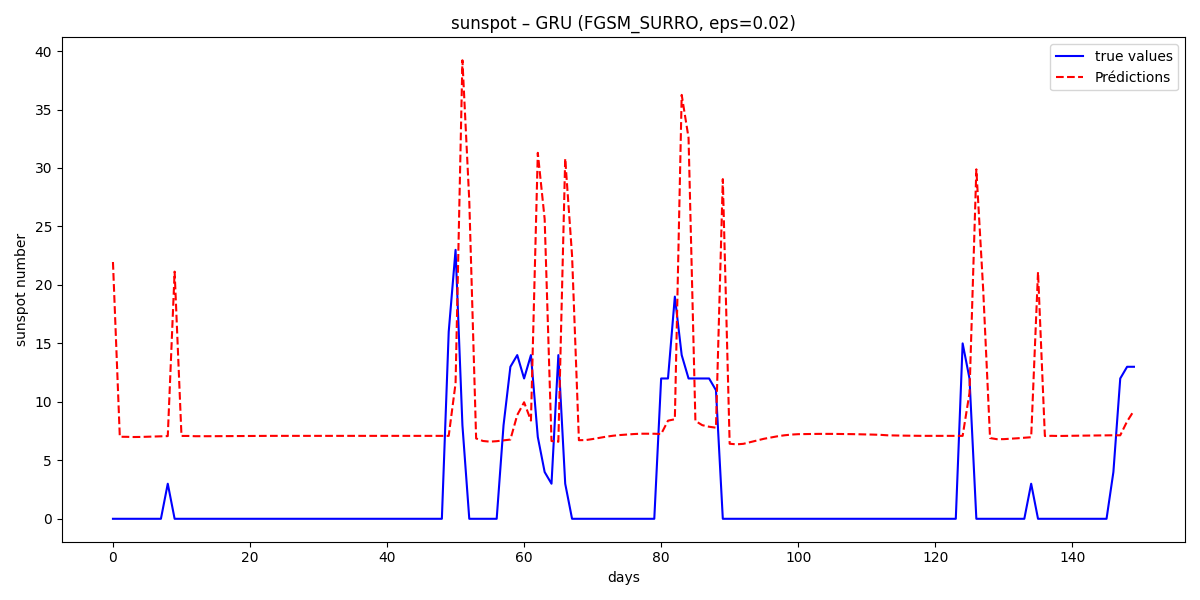 sunspot – GRU (FGSM_SURRO, eps=0.02)
true values
Prédictions
sunspot number
40
35
30
25
20
15
10
5
0
0 20 40 60 80 100 120 140
days